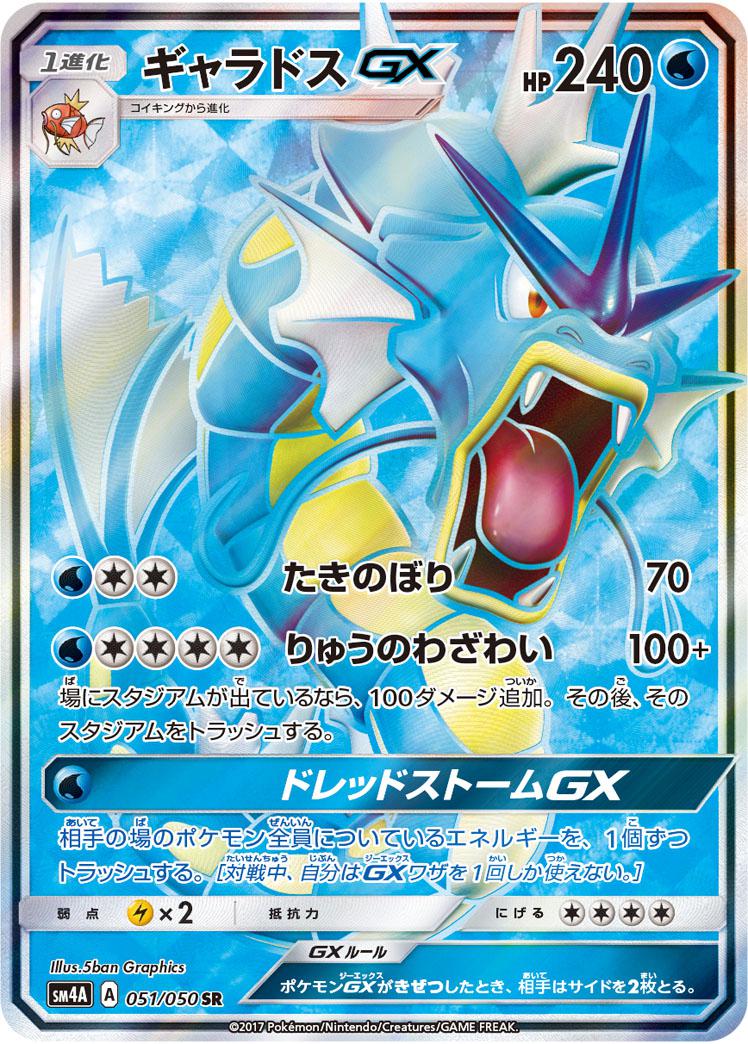 1進化
ギャラドスGX
HP240
コイキングから進化
たきのぼり 70
りゅうのわざわい 100+
場にスタジアムが出ているなら、100ダメージ追加。その後、その
スタジアムをトラッシュする。
ドレッドストームGX
相手の場のポケモン全員についているエネルギーを、1個ずつ
トラッシュする。[対戦中、自分はGXワザを1回しか使えない。]
弱点 ×2 抵抗力 にげる
GXルール
ポケモンGXがきぜつしたとき、相手はサイドを2枚とる。
Illus.5ban Graphics
SM4A A 051/050 SR
©2017 Pokémon/Nintendo/Creatures/GAME FREAK.